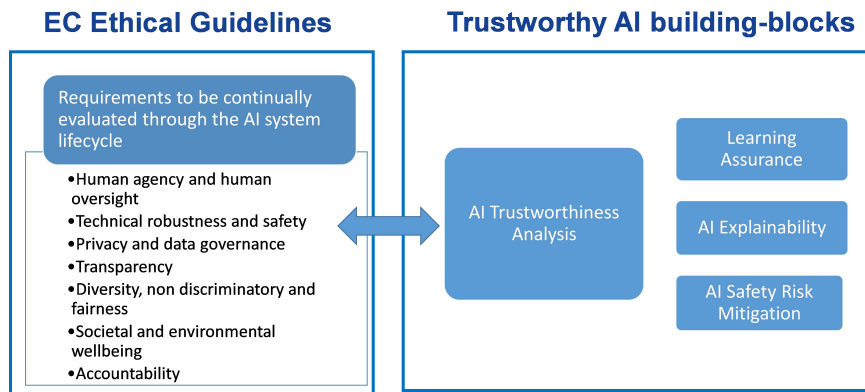 EC Ethical Guidelines
Requirements to be continually
evaluated through the AI system
lifecycle
•Human agency and human
oversight
•Technical robustness and safety
•Privacy and data governance
•Transparency
•Diversity, non discriminatory and
fairness
•Societal and environmental
wellbeing
•Accountability
Trustworthy AI building-blocks
AI Trustworthiness
Analysis
Learning
Assurance
AI Explainability
AI Safety Risk
Mitigation